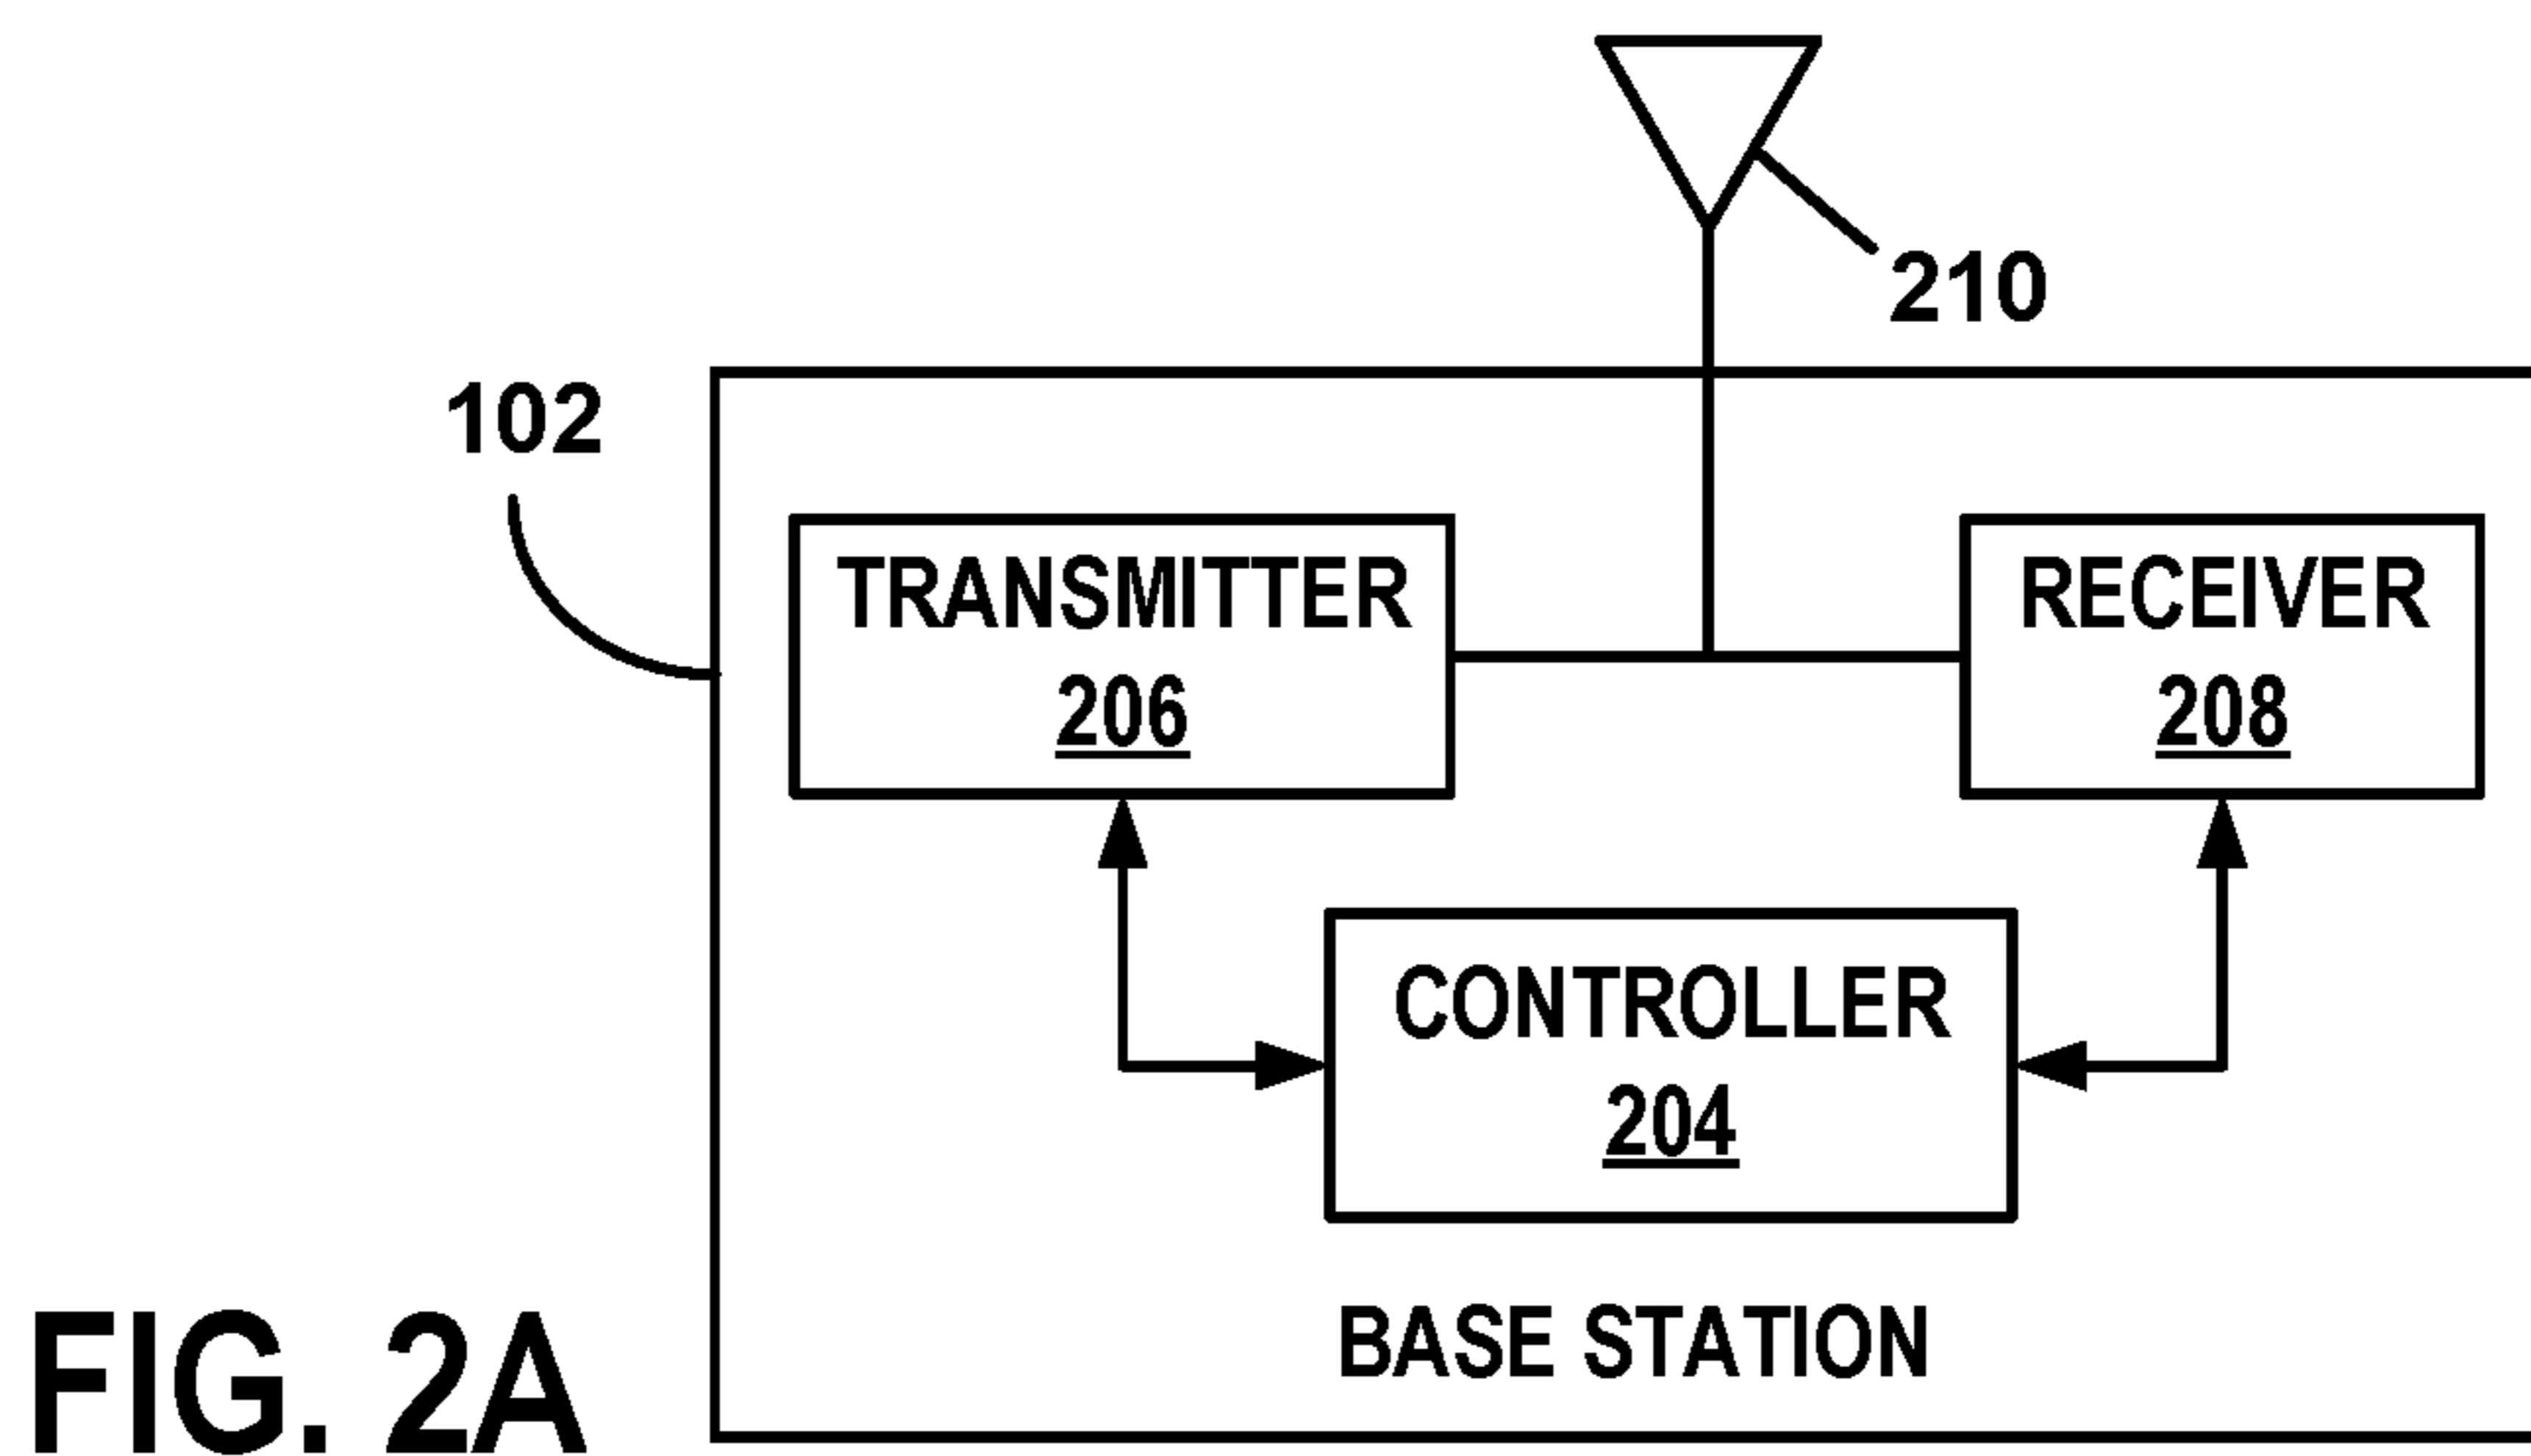 210
102
TRANSMITTER
206
RECEIVER
208
CONTROLLER
204
BASE STATION
FIG. 2A